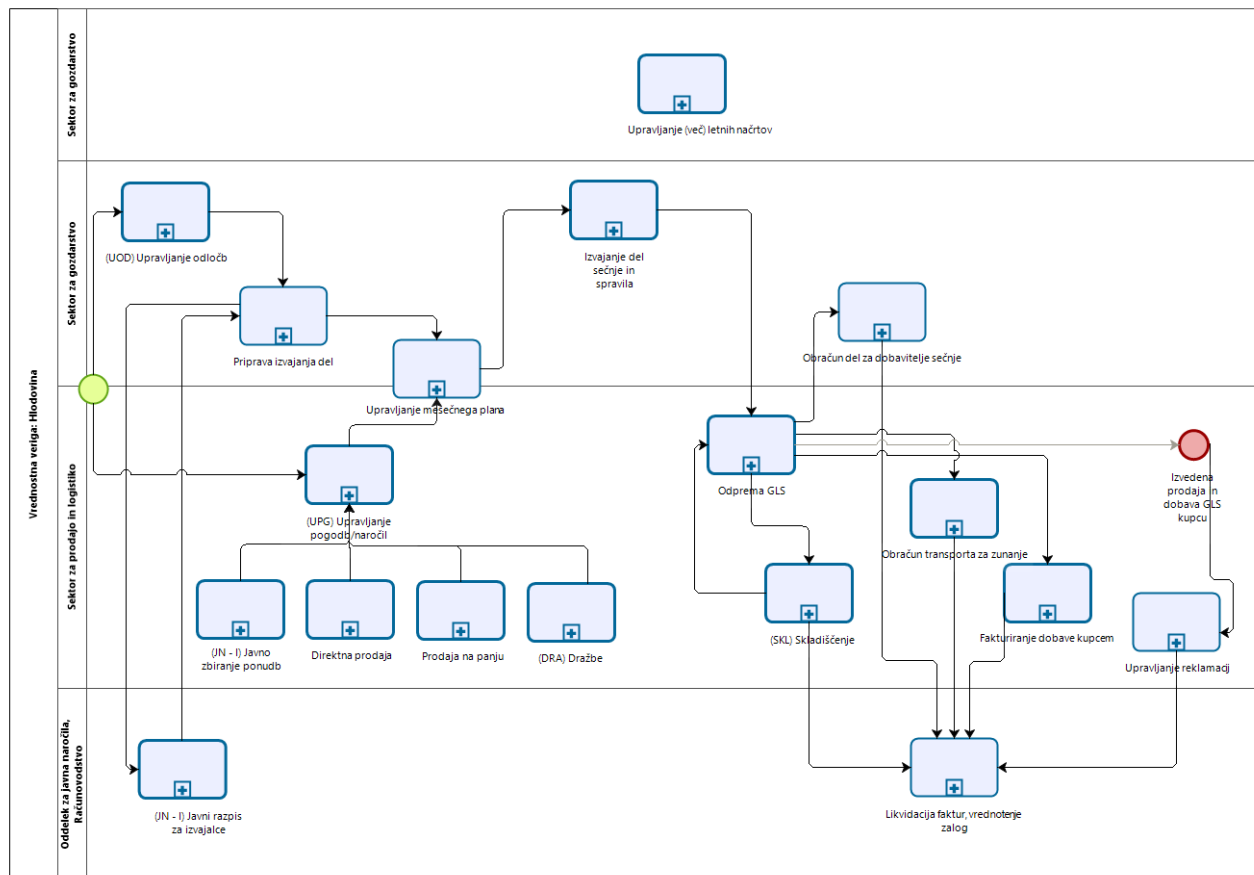 Vrednostna veriga: Hlodovina
Sektor za gozdarstvo
Upravljanje (več) letnih načrtov
Sektor za gozdarstvo
(UOD) Upravljanje odločb
Izvajanje del
sečnje in
spravila
Priprava izvajanja del
Obračun del za dobavitelje sečnje
Upravljanje mesečnega plana
Sektor za prodajo in logistiko
(UPG) Upravljanje
pogodb/naročil
Odprema GLS
Izvedena
prodaja in
dobava GLS
kupcu
Obračun transporta za zunanje
(JN - I) Javno
zbiranje ponudb
Direktna prodaja
Prodaja na panju
(DRA) Dražbe
(SKL) Skladiščenje
Fakturiranje dobave kupcem
Upravljanje reklamacij
Oddelek za javna naročila,
Računovodstvo
(JN - I) Javni razpis
za izvajalce
Likvidacija faktur, vrednotenje
zalog